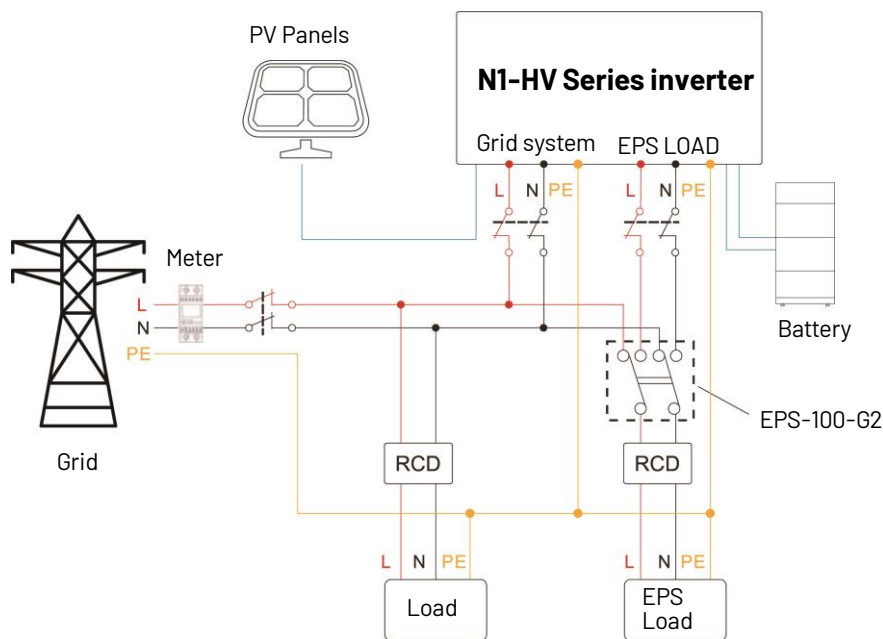 PV Panels
N1-HV Series inverter
Grid system
EPS LOAD
L
N
PE
L
N
PE
Meter
L
N
PE
Battery
EPS-100-G2
Grid
RCD
RCD
L
N
PE
L
N
PE
Load
EPS
Load